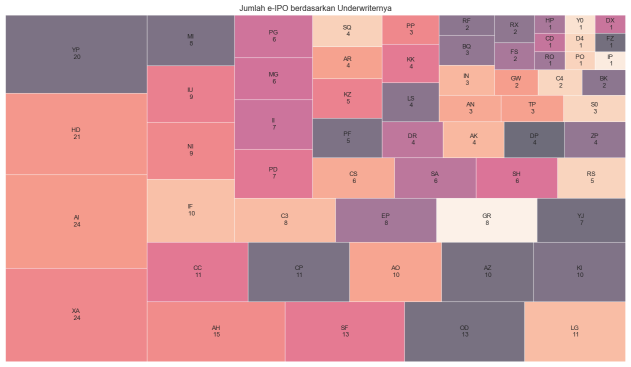 Jumlah e-IPO berdasarkan Underwriternya
YP
20
HD
21
AI
24
XA
24
MI
8
IU
9
NI
9
IF
10
CC
11
AH
15
PG
6
MG
6
II
7
PD
7
C3
8
CP
11
SF
13
SQ
4
AR
4
KZ
5
PF
5
CS
6
EP
8
AO
10
OD
13
PP
3
KK
4
LS
4
DR
4
SA
6
GR
8
AZ
10
LG
11
RF
2
BQ
3
IN
3
AN
3
AK
4
SH
6
YJ
7
KI
10
RX
2
FS
2
GW
2
TP
3
DP
4
RS
5
HP
1
CD
1
RO
1
Y0
1
D4
1
PO
1
DX
1
FZ
1
IP
1
C4
2
BK
2
S0
3
2P
4